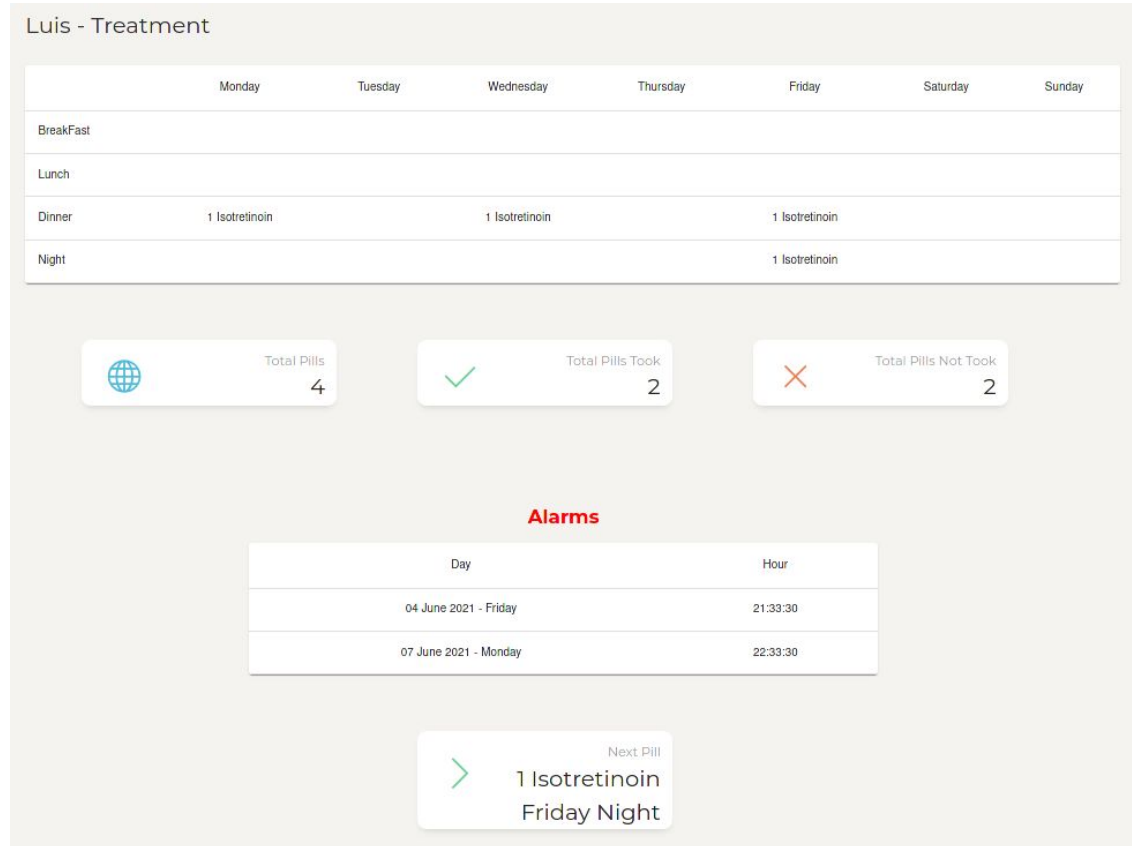 Luis - Treatment
Monday Tuesday Wednesday Thursday Friday Saturday Sunday
BreakFast
Lunch
Dinner 1 Isotretinoin 1 Isotretinoin 1 Isotretinoin
Night 1 Isotretinoin
Total Pills
4
Total Pills Took
2
Total Pills Not Took
2
Alarms
Day Hour
04 June 2021 - Friday 21:33:30
07 June 2021 - Monday 22:33:30
Next Pill
1 Isotretinoin
Friday Night